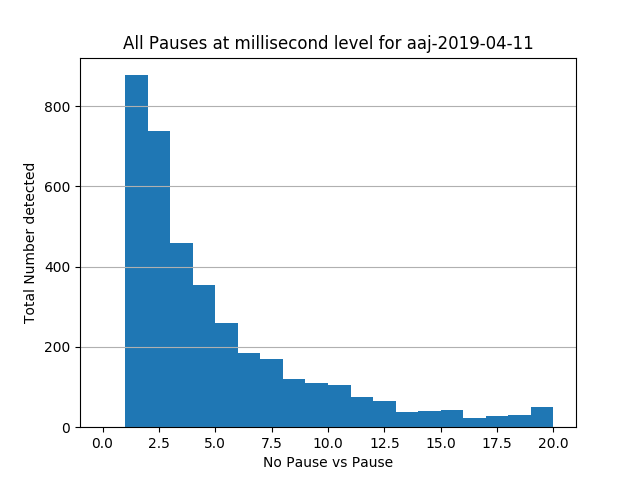 All Pauses at millisecond level for aaj-2019-04-11
800
600
400
200
0
Total Number detected
0.0 2.5 5.0 7.5 10.0 12.5 15.0 17.5 20.0
No Pause vs Pause